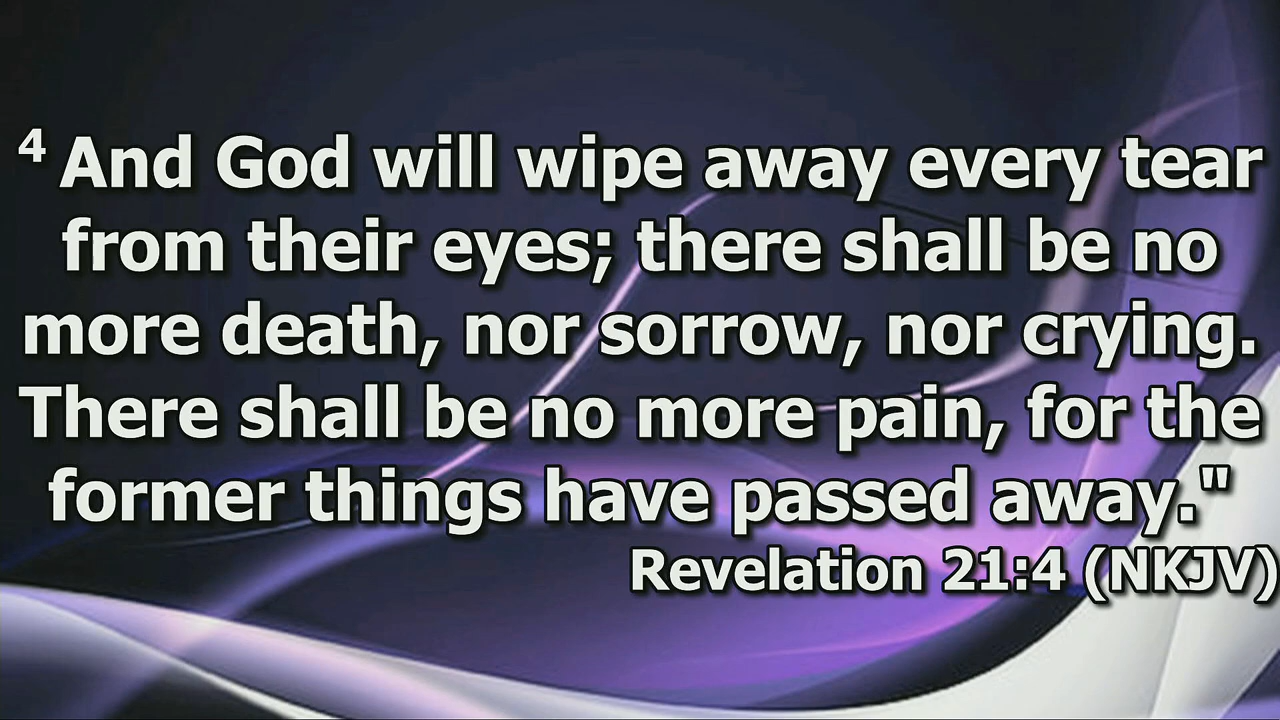 4 And God will wipe away every tear
from their eyes; there shall be no
more death, nor sorrow, nor crying.
There shall be no more pain, for the
former things have passed away."
Revelation 21:4 (NKJV)